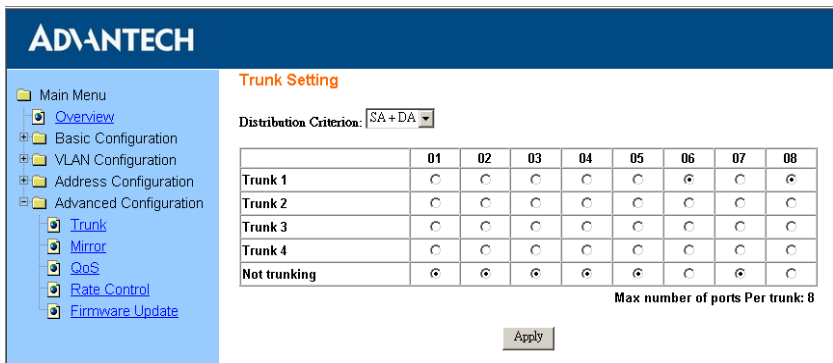 ADVANTECH
Main Menu
Overview
Basic Configuration
VLAN Configuration
Address Configuration
Advanced Configuration
Trunk
Mirror
QoS
Rate Control
Firmware Update
Trunk Setting
Distribution Criterion: SA+DA
01 02 03 04 05 06 07 08
Trunk 1
Trunk 2
Trunk 3
Trunk 4
Not trunking
Max number of ports Per trunk: 8
Apply